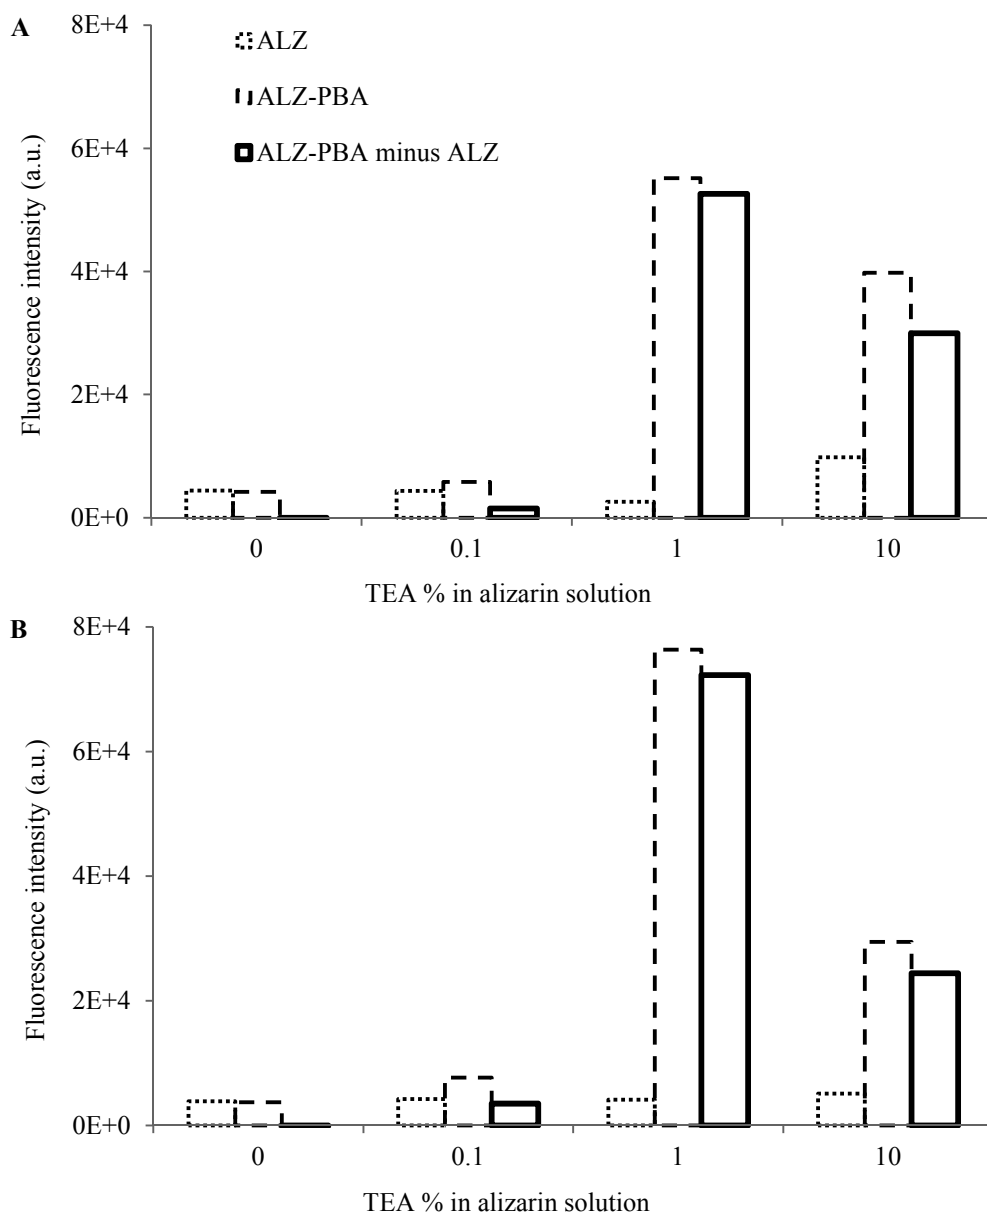 A
8E+4
6E+4
4E+4
2E+4
0E+0
Fluorescence intensity (a.u.)
ALZ
ALZ-PBA
ALZ-PBA minus ALZ
0 0.1 1 10
TEA % in alizarin solution
B
8E+4
6E+4
4E+4
2E+4
0E+0
Fluorescence intensity (a.u.)
0 0.1 1 10
TEA % in alizarin solution